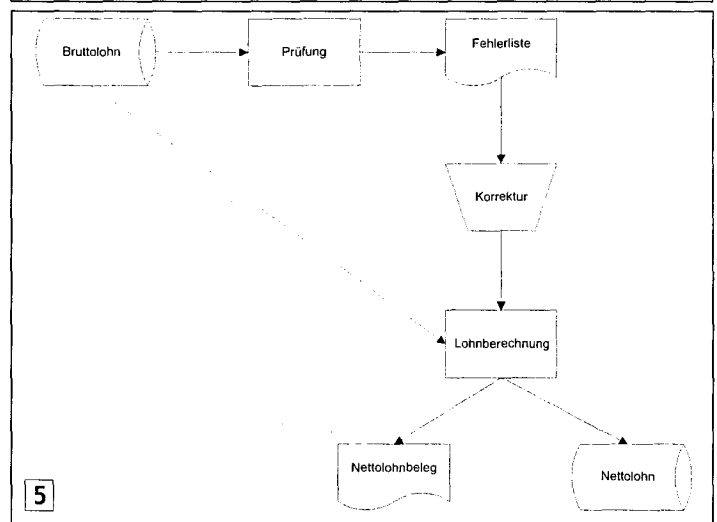 Bruttolohn
Prüfung
Fehlerliste
Korrektur
Lohnberechnung
Nettolohnbeleg
Nettolohn
5